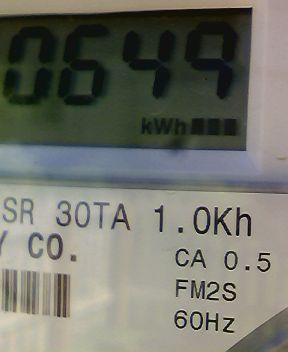 0649
kWh
SR 30TA 1.0Kh
Y CO.
CA 0.5
FM2S
60Hz